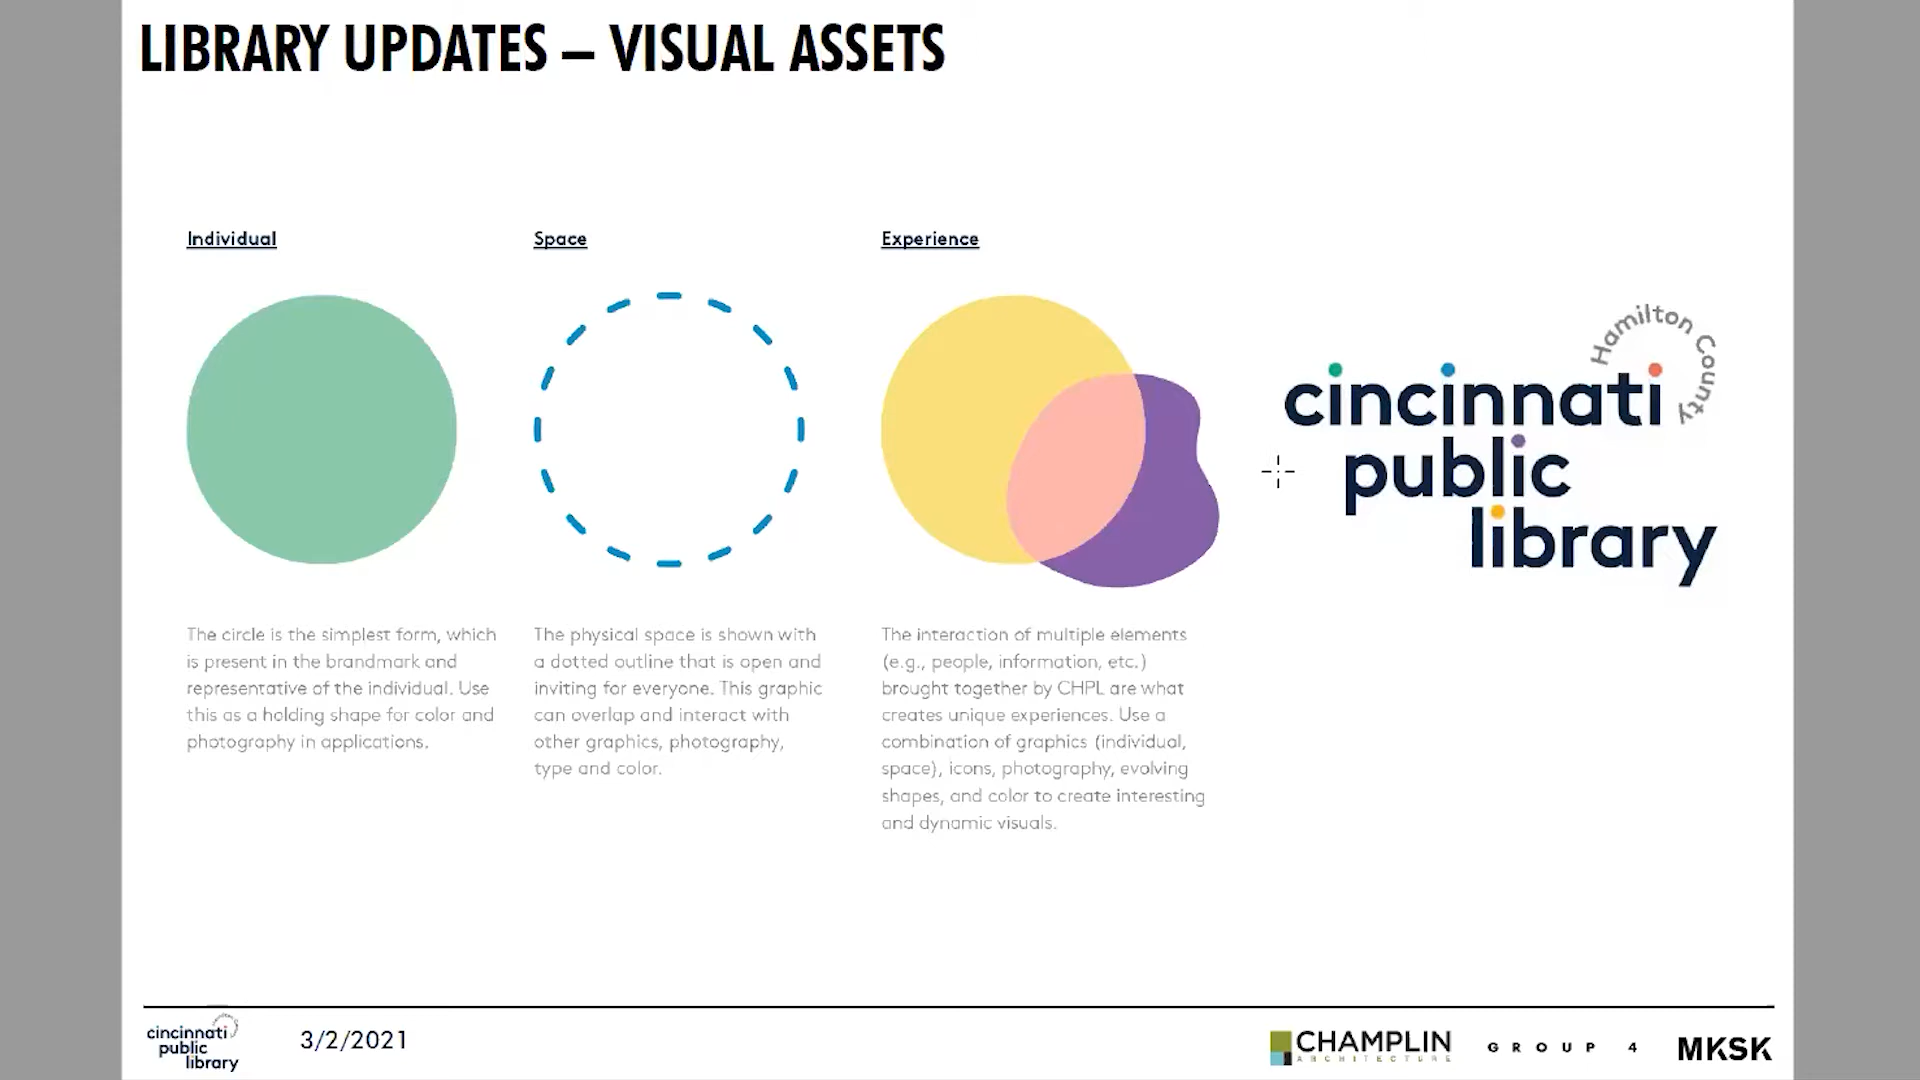 LIBRARY UPDATES – VISUAL ASSETS
Individual
The circle is the simplest form, which
is present in the brandmark and
representative of the individual. Use
this as a holding shape for color and
photography in applications.
Space
The physical space is shown with
a dotted outline that is open and
inviting for everyone. This graphic
can overlap and interact with
other graphics, photography,
type and color.
Experience
The interaction of multiple elements
(e.g., people, information, etc.)
brought together by CHPL are what
creates unique experiences. Use a
combination of graphics (individual,
space), icons, photography, evolving
shapes, and color to create interesting
and dynamic visuals.
Hamilton County
cincinnati
public
library
cincinnati
public
library
3/2/2021
CHAMPLIN
ARCHITECTURE
GROUP 4
MKSK